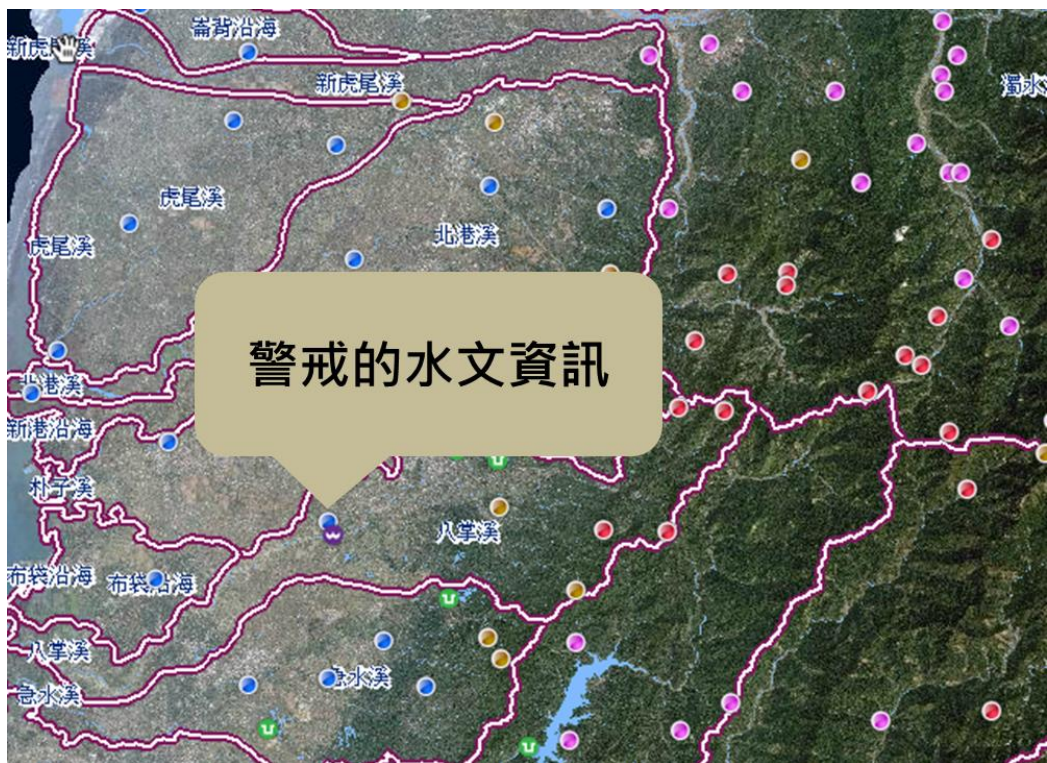 崙背沿海
新虎尾溪
新虎尾溪
濁水
虎尾溪
虎尾溪
北港溪
警戒的水文資訊
北港溪
新港沿海
朴子溪
八掌溪
布袋沿海
布袋沿海
八掌溪
急水溪
急水溪